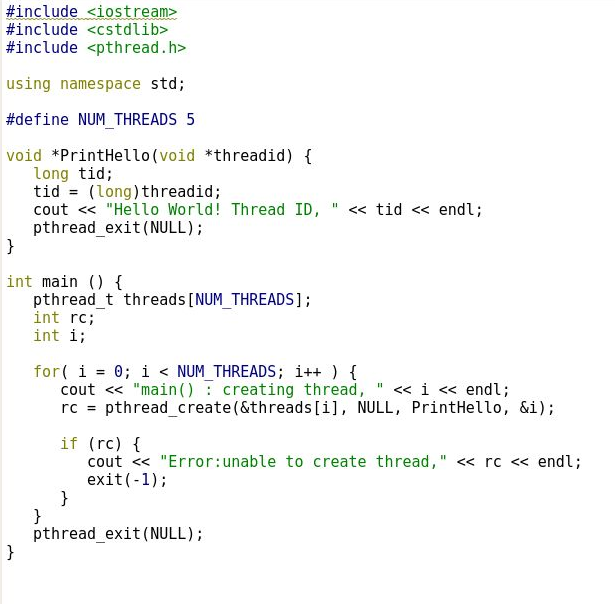 #include <iostream>
#include <cstdlib>
#include <pthread.h>

using namespace std;

#define NUM_THREADS 5

void *PrintHello(void *threadid) {
   long tid;
   tid = (long)threadid;
   cout << "Hello World! Thread ID, " << tid << endl;
   pthread_exit(NULL);
}

int main () {
   pthread_t threads[NUM_THREADS];
   int rc;
   int i;

   for( i = 0; i < NUM_THREADS; i++ ) {
      cout << "main() : creating thread, " << i << endl;
      rc = pthread_create(&threads[i], NULL, PrintHello, &i);

      if (rc) {
         cout << "Error:unable to create thread," << rc << endl;
         exit(-1);
      }
   }
   pthread_exit(NULL);
}